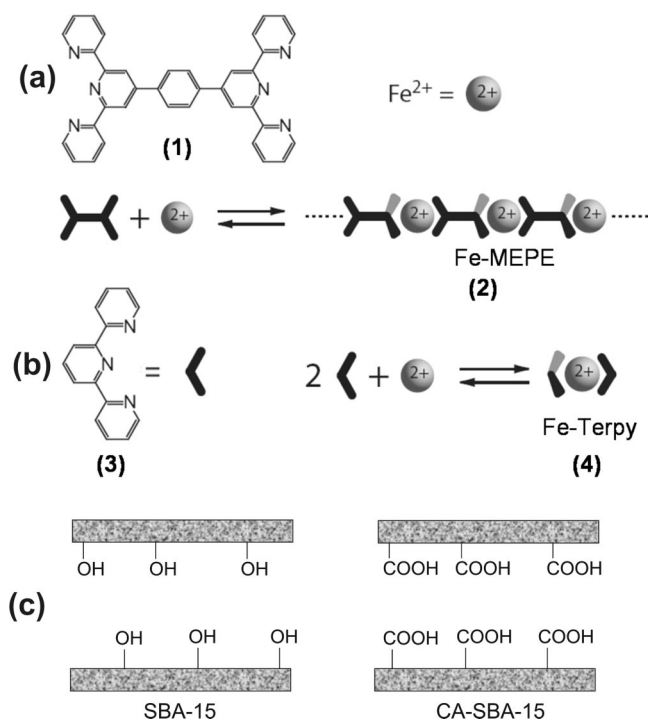 (a)
N N
N N
N N
(1)
Fe²⁺ = 2+
+ 2+
2+ 2+ 2+
Fe-MEPE
(2)
(b)
N
N
N
=
(3)
2 + 2+
2+
Fe-Terpy
(4)
(c)
OH OH OH
COOH COOH COOH
OH OH OH
COOH COOH COOH
SBA-15
CA-SBA-15